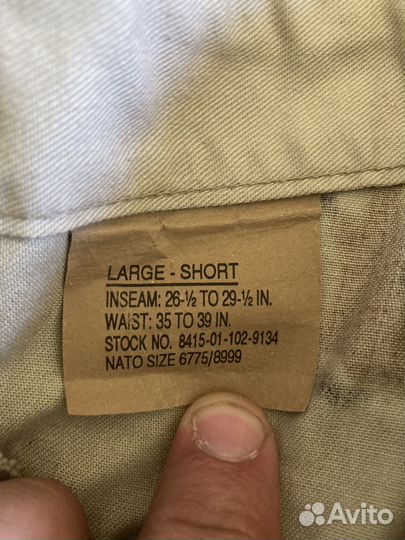 LARGE - SHORT
INSEAM: 26-½ TO 29-½ IN.
WAIST: 35 TO 39 IN.
STOCK NO. 8415-01-102-9134
NATO SIZE 6775/8999
Avito